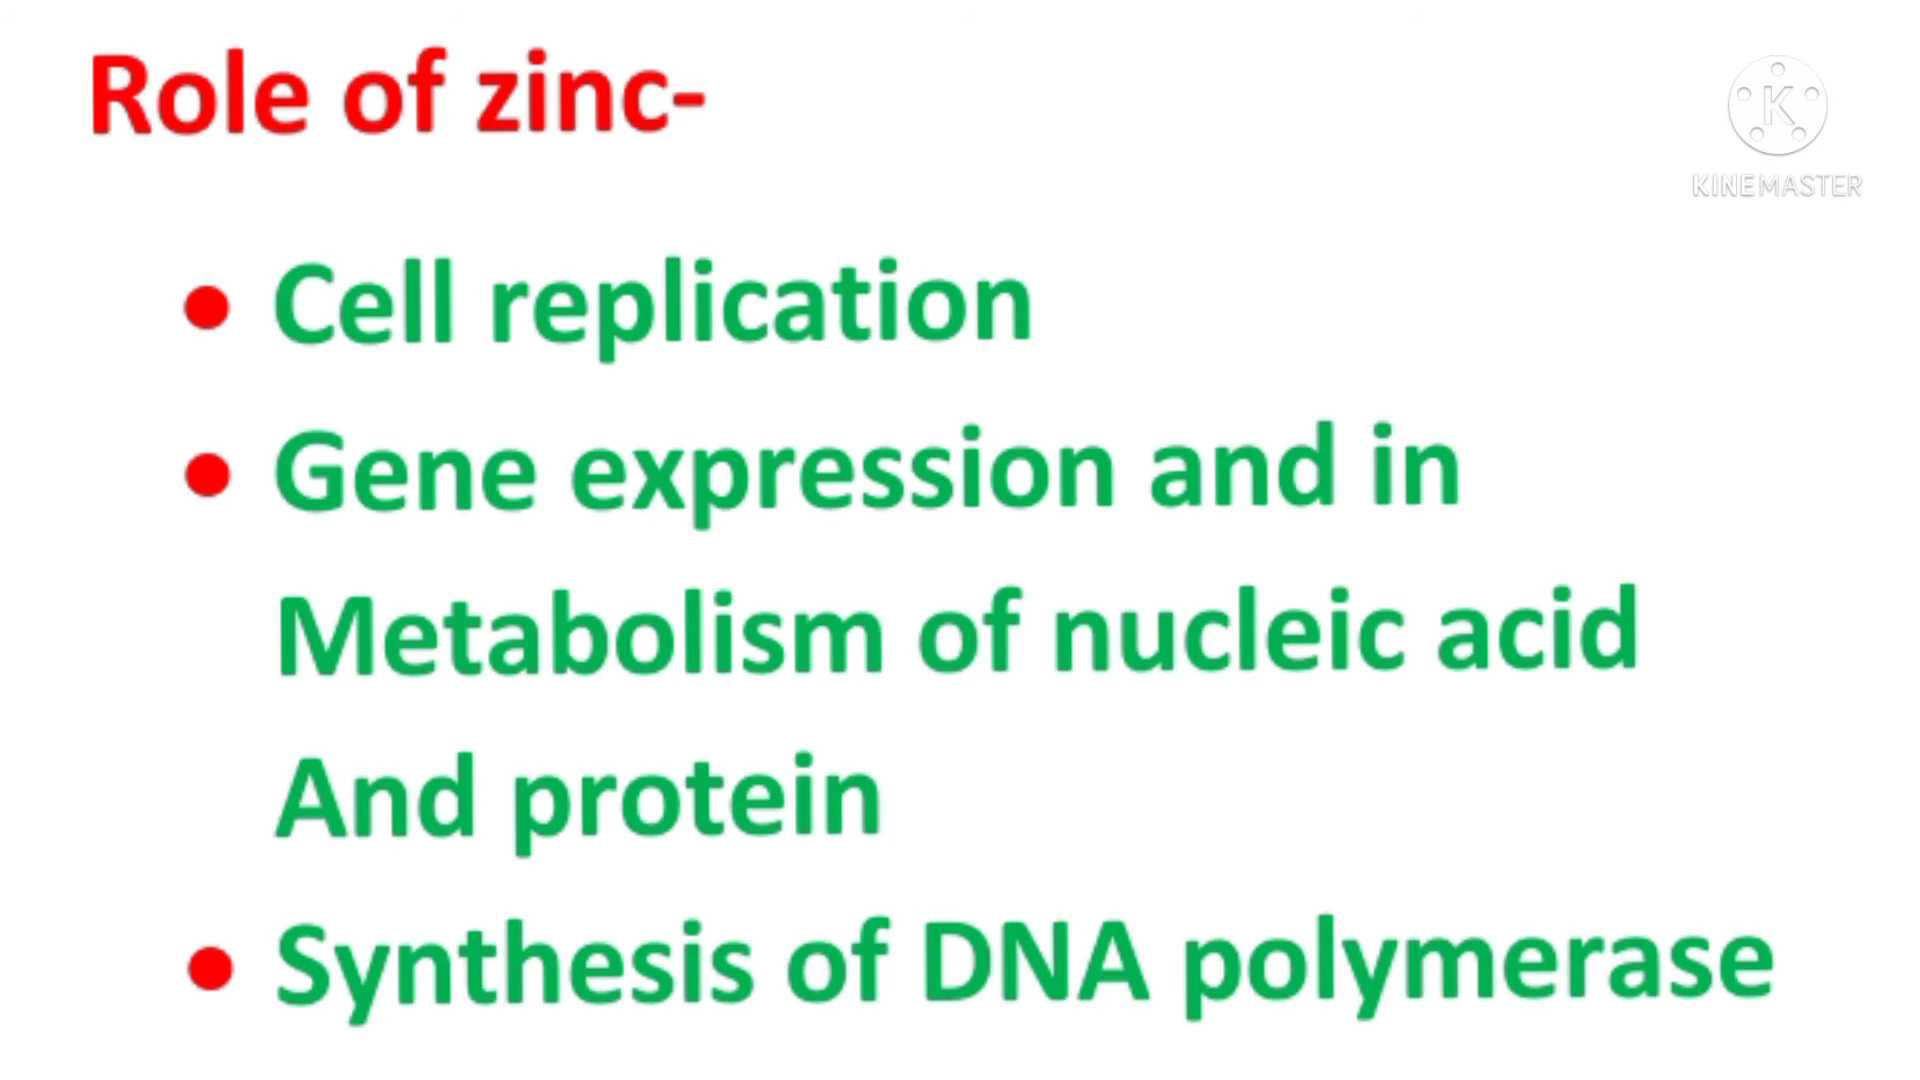 Role of zinc-
K
KINEMASTER
• Cell replication
• Gene expression and in
Metabolism of nucleic acid
And protein
• Synthesis of DNA polymerase